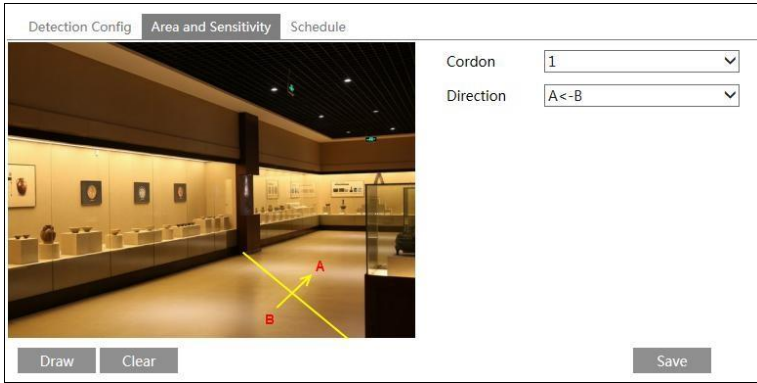 Detection Config Area and Sensitivity Schedule
Cordon 1
Direction A<-B
A
B
Draw Clear Save